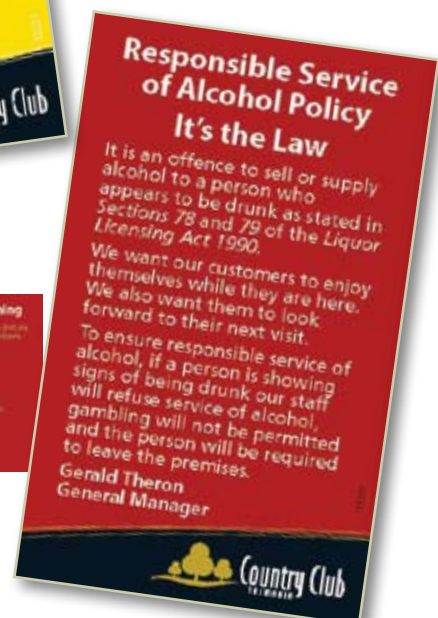 y Club
Responsible Service
of Alcohol Policy
It's the Law
It is an offence to sell or supply
alcohol to a person who
appears to be drunk as stated in
Sections 78 and 79 of the Liquor
Licensing Act 1990.
We want our customers to enjoy
themselves while they are here.
We also want them to look
forward to their next visit.
To ensure responsible service of
alcohol, if a person is showing
signs of being drunk our staff
will refuse service of alcohol,
gambling will not be permitted
and the person will be required
to leave the premises.
Gerald Theron
General Manager
Country Club
TASMANIA
ning